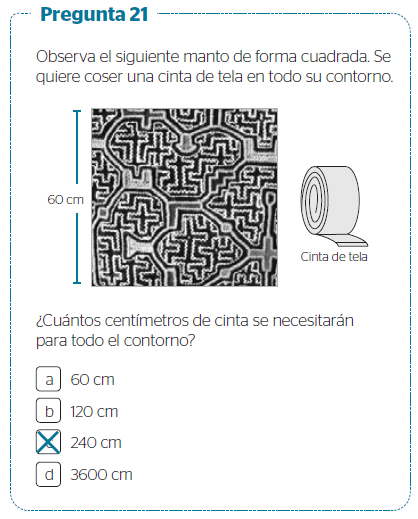 Pregunta 21
Observa el siguiente manto de forma cuadrada. Se
quiere coser una cinta de tela en todo su contorno.
60 cm
Cinta de tela
¿Cuántos centímetros de cinta se necesitarán
para todo el contorno?
a 60 cm
b 120 cm
240 cm
d 3600 cm